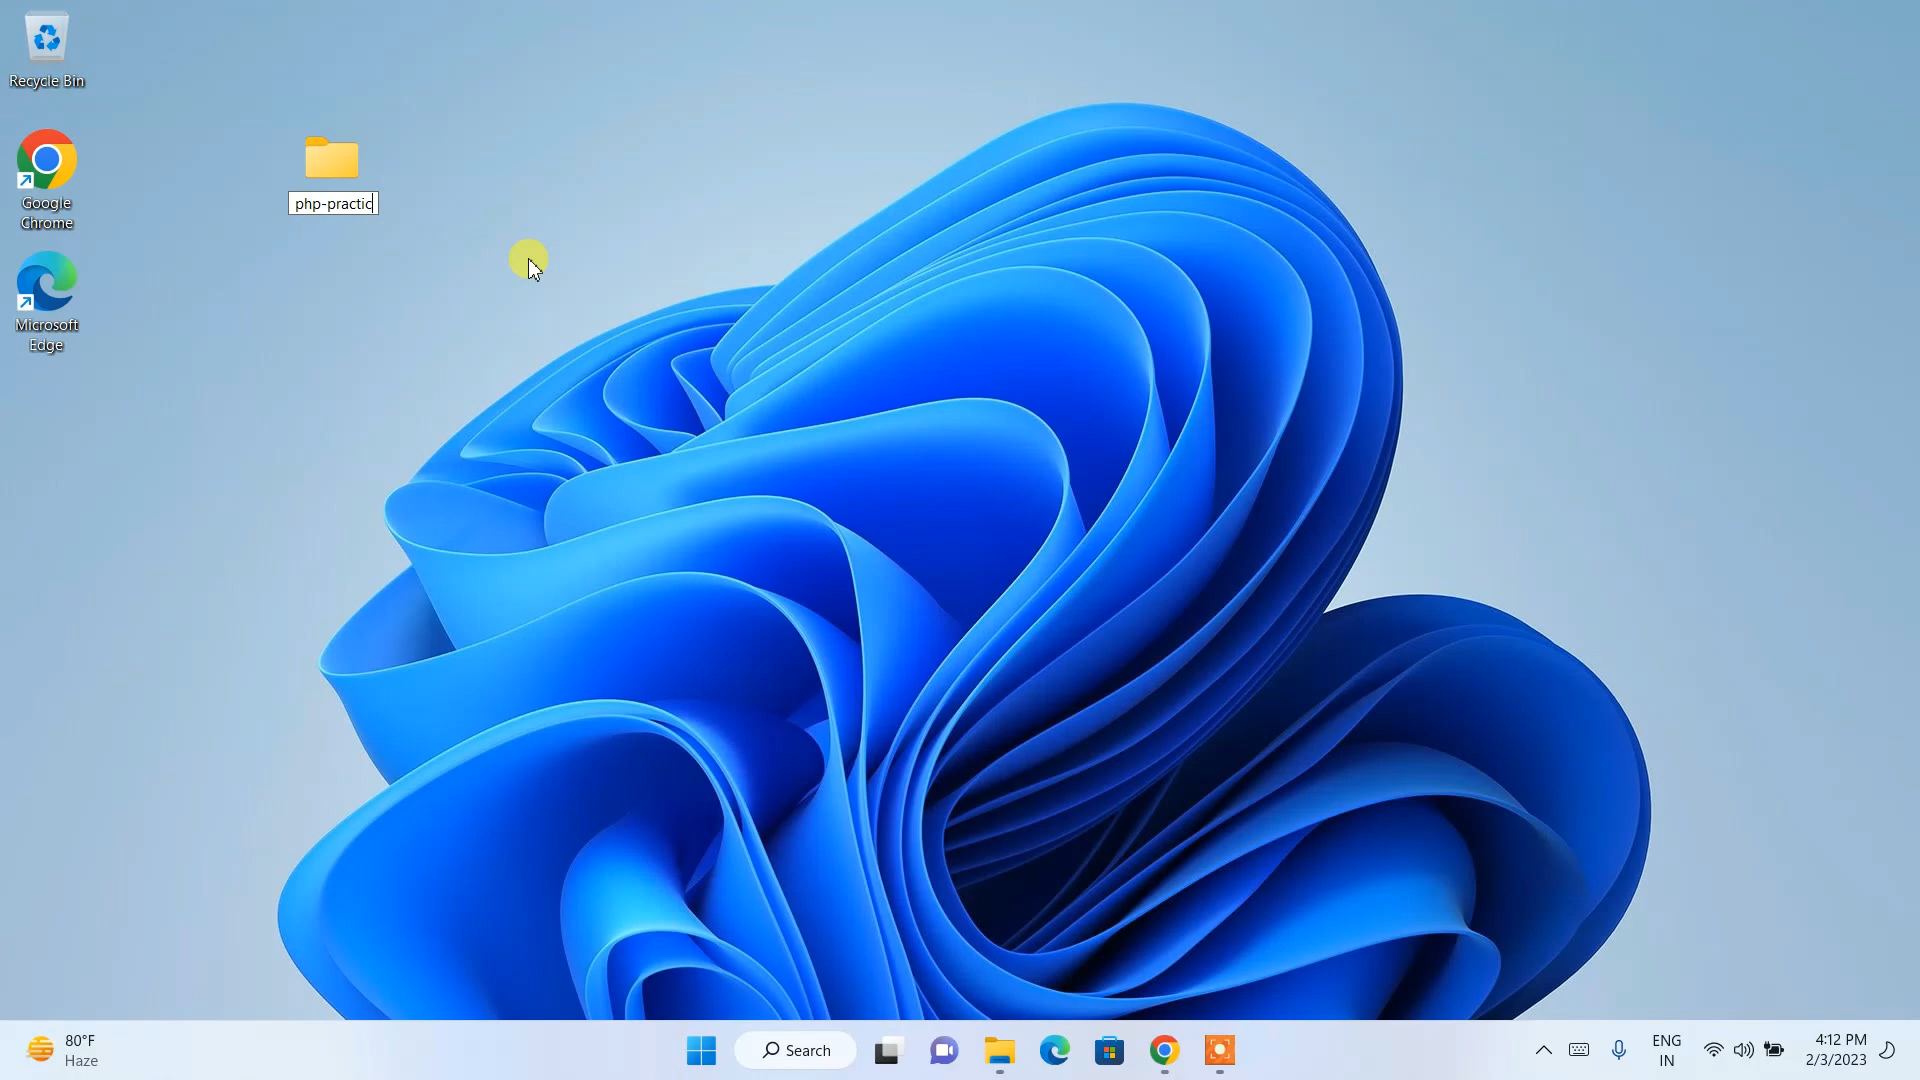 Recycle Bin
Google
Chrome
Microsoft
Edge
php-practic
80°F
Haze
Search
ENG
IN
4:12 PM
2/3/2023